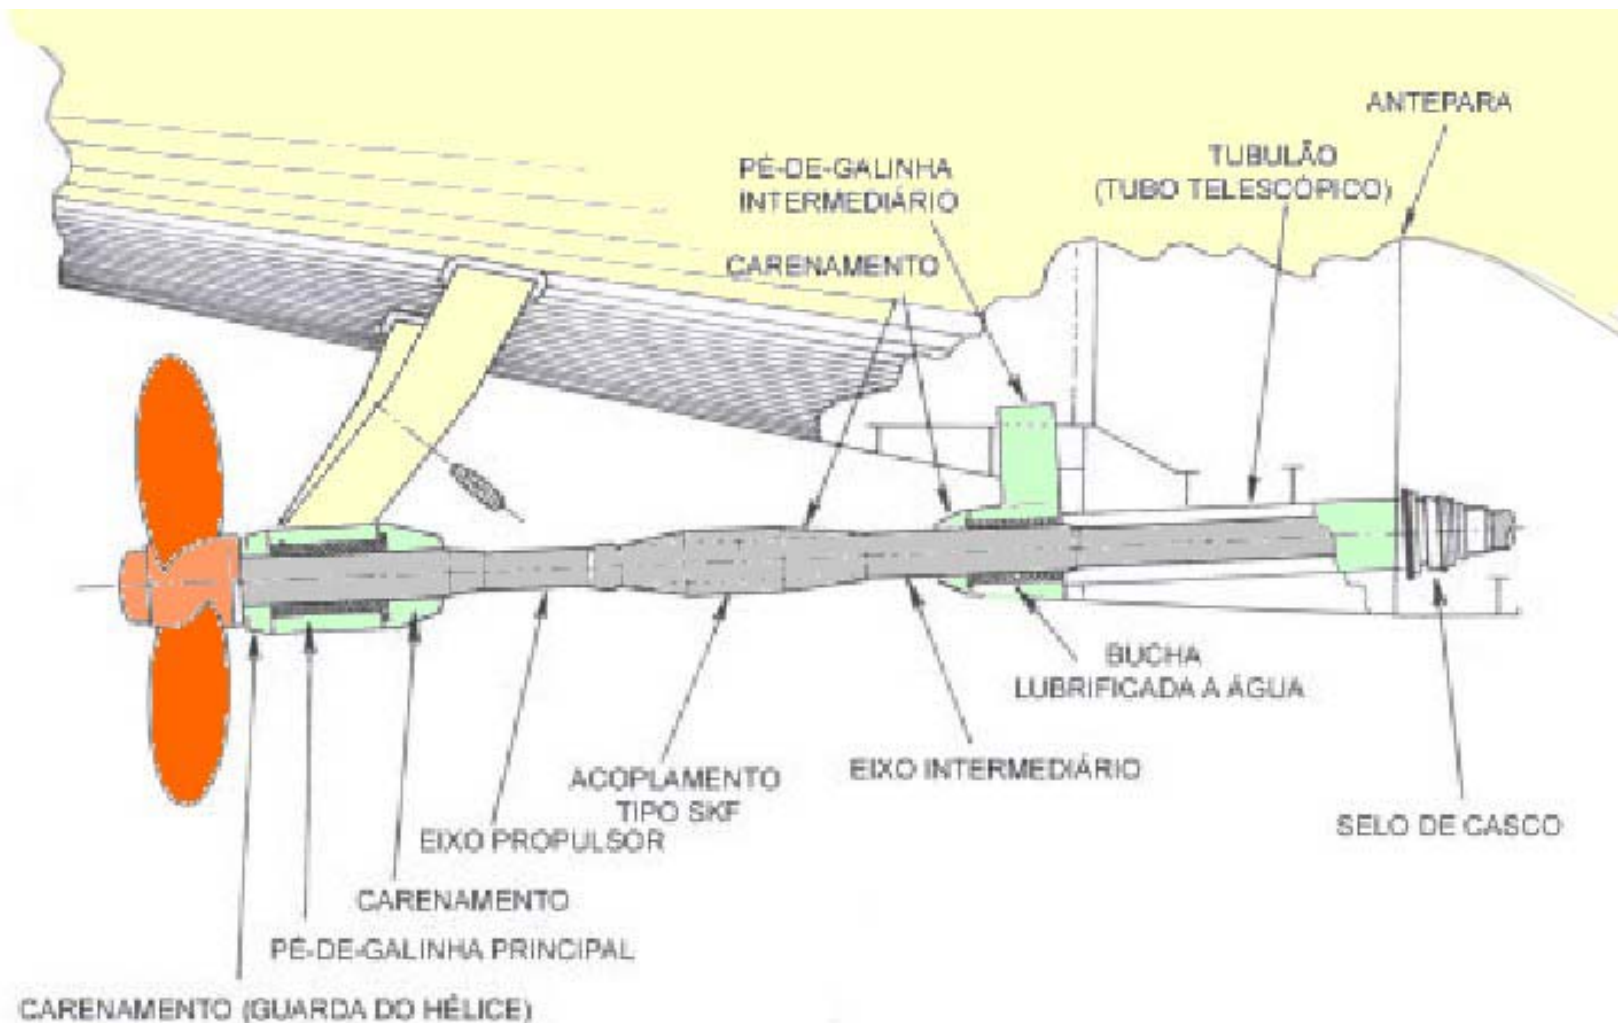 ANTEPARA
PÉ-DE-GALINHA
INTERMEDIÁRIO
TUBULÃO
(TUBO TELESCÓPICO)
CARENAMENTO
BUCHA
LUBRIFICADA A ÁGUA
ACOPLAMENTO
TIPO SKF
EIXO INTERMEDIÁRIO
SELO DE CASCO
EIXO PROPULSOR
CARENAMENTO
PÉ-DE-GALINHA PRINCIPAL
CARENAMENTO (GUARDA DO HÉLICE)